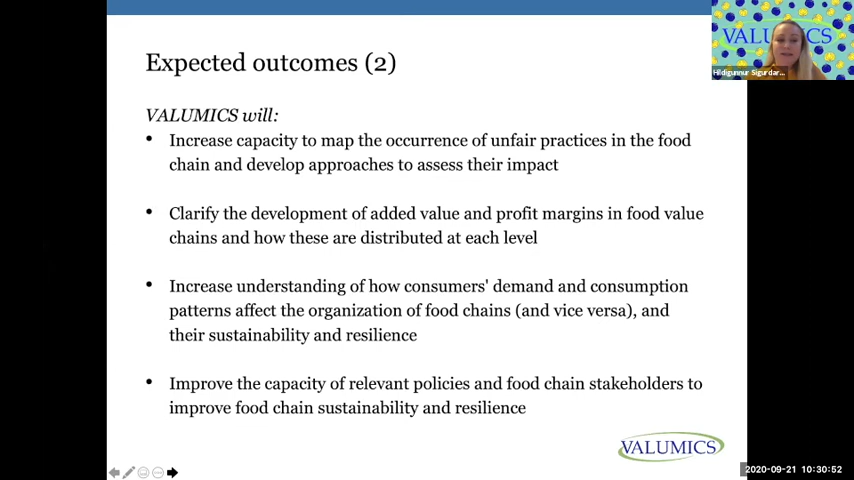 Expected outcomes (2)
VALUMICS will:
• Increase capacity to map the occurrence of unfair practices in the food
chain and develop approaches to assess their impact
• Clarify the development of added value and profit margins in food value
chains and how these are distributed at each level
• Increase understanding of how consumers' demand and consumption
patterns affect the organization of food chains (and vice versa), and
their sustainability and resilience
• Improve the capacity of relevant policies and food chain stakeholders to
improve food chain sustainability and resilience
VALUMICS
VALUMICS
Hildigunnur Sigurdar...
2020-09-21 10:30:52